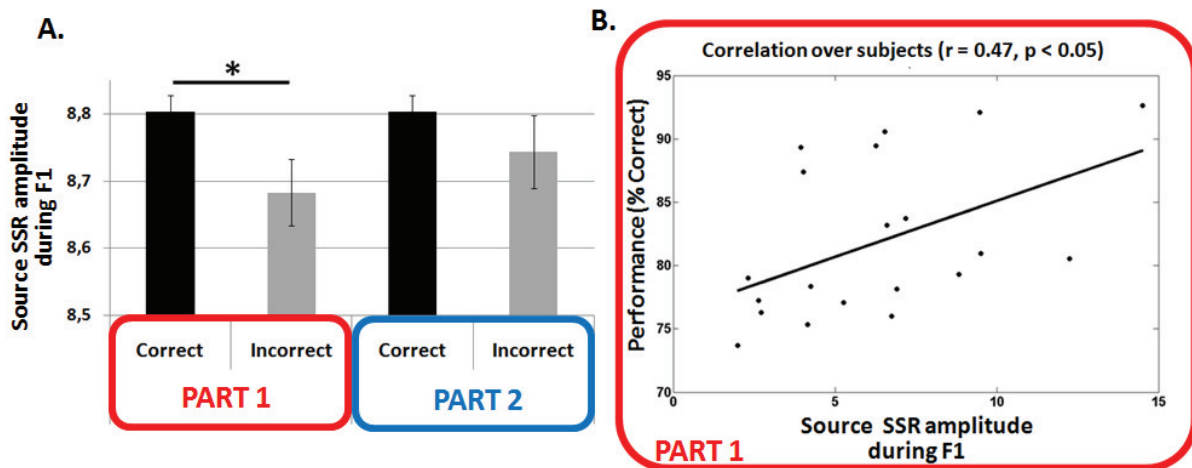 A.
*
Source SSR amplitude
during F1
8,8
8,7
8,6
8,5
Correct Incorrect Correct Incorrect
PART 1 PART 2
B.
Correlation over subjects (r = 0.47, p < 0.05)
Performance (% Correct)
95
90
85
80
75
70
0 5 10 15
Source SSR amplitude
during F1
PART 1